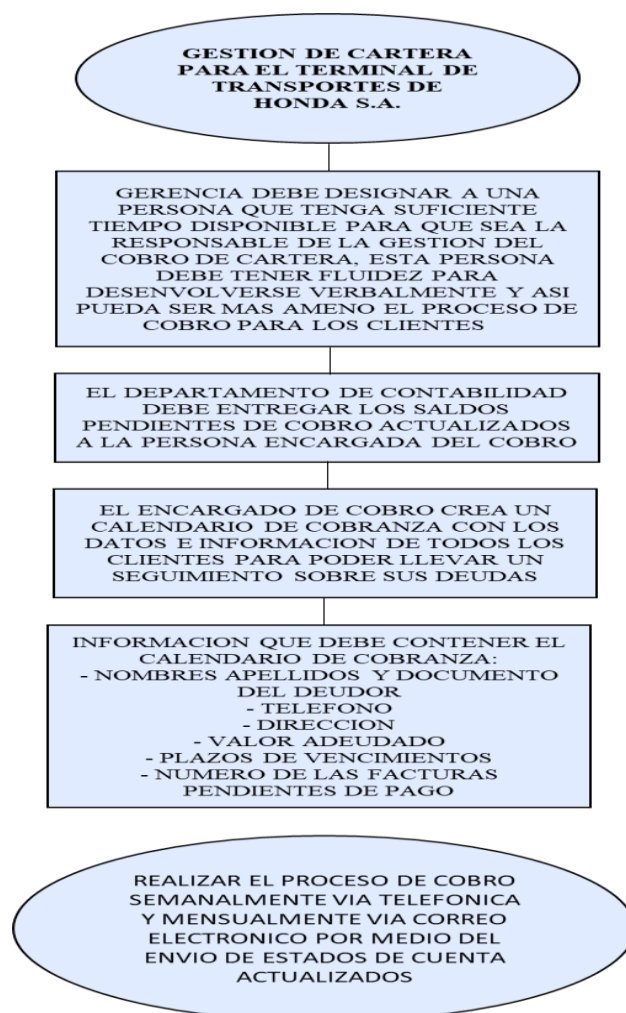 GESTION DE CARTERA
PARA EL TERMINAL DE
TRANSPORTES DE
HONDA S.A.
GERENCIA DEBE DESIGNAR A UNA
PERSONA QUE TENGA SUFICIENTE
TIEMPO DISPONIBLE PARA QUE SEA LA
RESPONSABLE DE LA GESTION DEL
COBRO DE CARTERA, ESTA PERSONA
DEBE TENER FLUIDEZ PARA
DESENVOLVERSE VERBALMENTE Y ASI
PUEDA SER MAS AMENO EL PROCESO DE
COBRO PARA LOS CLIENTES
EL DEPARTAMENTO DE CONTABILIDAD
DEBE ENTREGAR LOS SALDOS
PENDIENTES DE COBRO ACTUALIZADOS
A LA PERSONA ENCARGADA DEL COBRO
EL ENCARGADO DE COBRO CREA UN
CALENDARIO DE COBRANZA CON LOS
DATOS E INFORMACION DE TODOS LOS
CLIENTES PARA PODER LLEVAR UN
SEGUIMIENTO SOBRE SUS DEUDAS
INFORMACION QUE DEBE CONTENER EL
CALENDARIO DE COBRANZA:
- NOMBRES APELLIDOS Y DOCUMENTO
DEL DEUDOR
- TELEFONO
- DIRECCION
- VALOR ADEUDADO
- PLAZOS DE VENCIMIENTOS
- NUMERO DE LAS FACTURAS
PENDIENTES DE PAGO
REALIZAR EL PROCESO DE COBRO
SEMANALMENTE VIA TELEFONICA
Y MENSUALMENTE VIA CORREO
ELECTRONICO POR MEDIO DEL
ENVIO DE ESTADOS DE CUENTA
ACTUALIZADOS